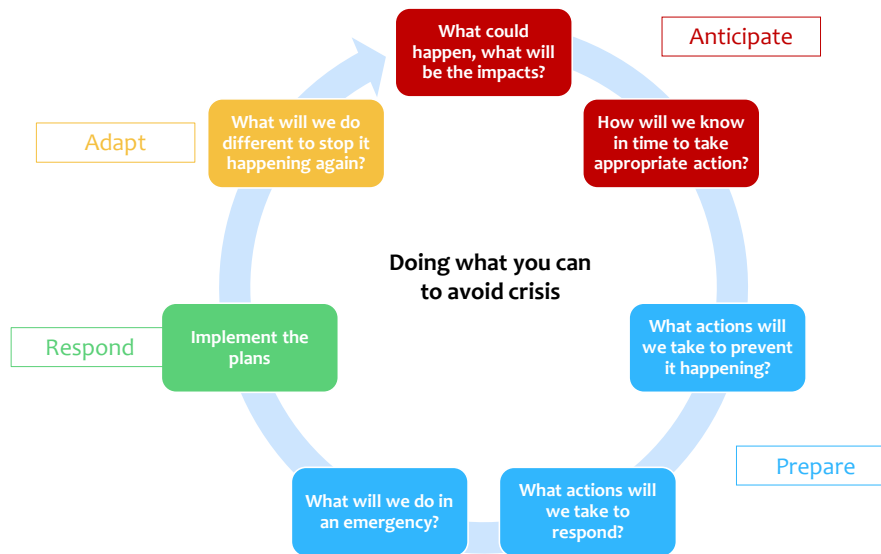 What could
happen, what will
be the impacts?
Anticipate
How will we know
in time to take
appropriate action?
What actions will
we take to prevent
it happening?
Prepare
What actions will
we take to
respond?
What will we do in
an emergency?
Implement the
plans
Respond
What will we do
different to stop it
happening again?
Adapt
Doing what you can
to avoid crisis